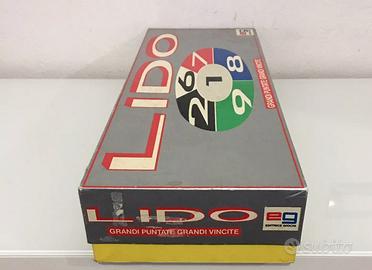 LIDO
6 7 8
1
2 9
GRANDI PUNTATE GRANDI VINCITE
LIDO
eg
EDITRICE GIOCHI
GRANDI PUNTATE GRANDI VINCITE
subito